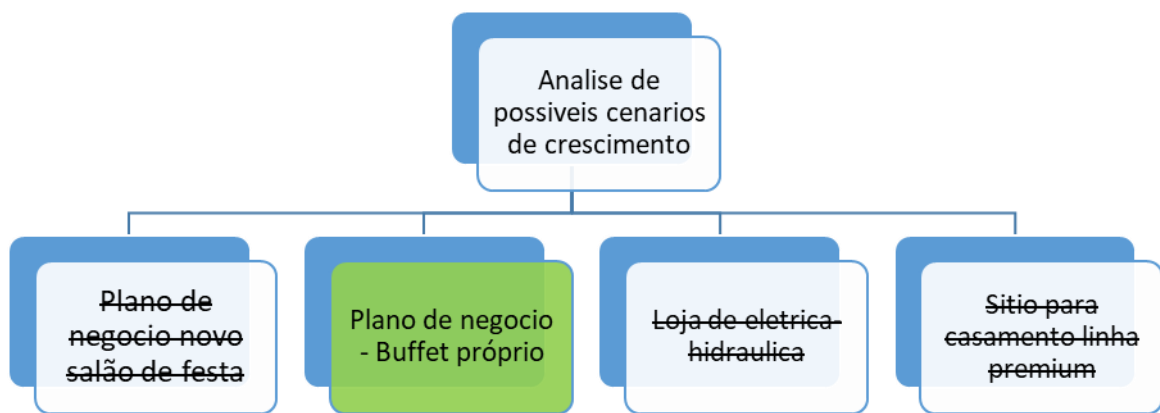 Analise de
possiveis cenarios
de crescimento
Plano de
negocio novo
salão de festa
Plano de negocio
- Buffet próprio
Loja de eletrica-
hidraulica
Sitio para
casamento linha
premium